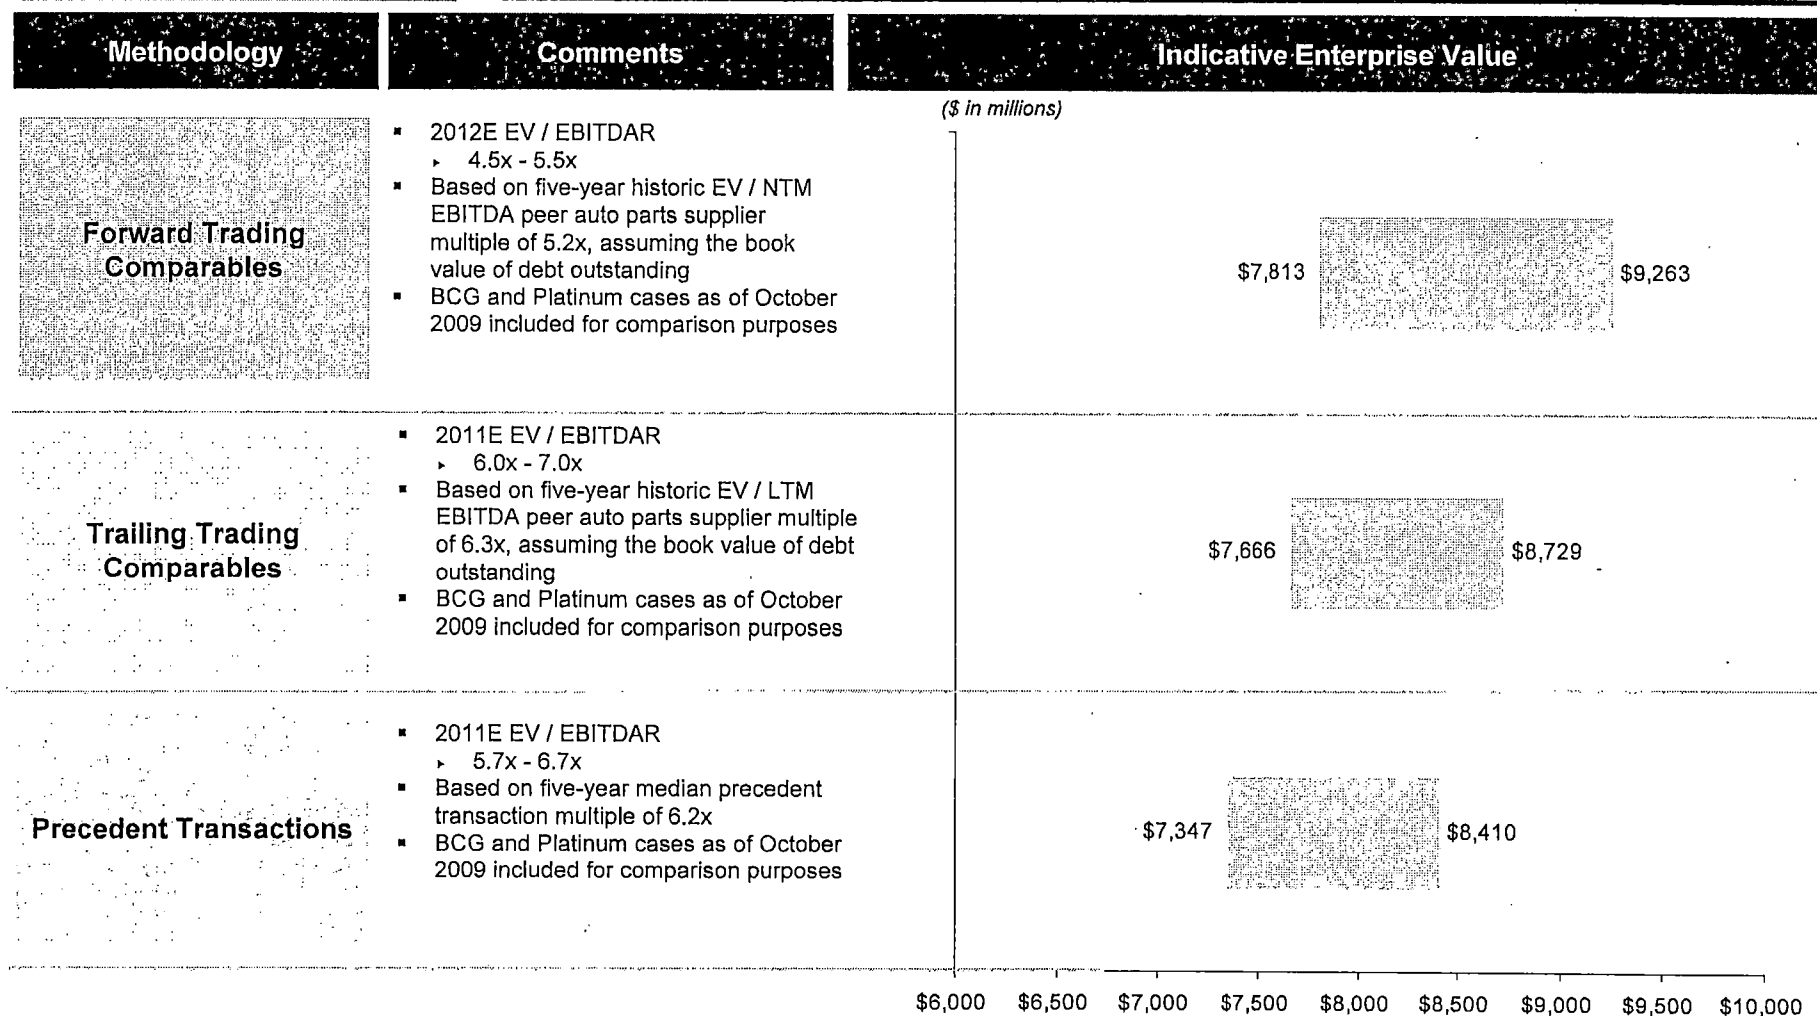 Methodology
Comments
Indicative Enterprise Value
($ in millions)
Forward Trading
Comparables
▪ 2012E EV / EBITDAR
▸ 4.5x - 5.5x
▪ Based on five-year historic EV / NTM
EBITDA peer auto parts supplier
multiple of 5.2x, assuming the book
value of debt outstanding
▪ BCG and Platinum cases as of October
2009 included for comparison purposes
$7,813
$9,263
Trailing Trading
Comparables
▪ 2011E EV / EBITDAR
▸ 6.0x - 7.0x
▪ Based on five-year historic EV / LTM
EBITDA peer auto parts supplier multiple
of 6.3x, assuming the book value of debt
outstanding
▪ BCG and Platinum cases as of October
2009 included for comparison purposes
$7,666
$8,729
Precedent Transactions
▪ 2011E EV / EBITDAR
▸ 5.7x - 6.7x
▪ Based on five-year median precedent
transaction multiple of 6.2x
▪ BCG and Platinum cases as of October
2009 included for comparison purposes
$7,347
$8,410
$6,000 $6,500 $7,000 $7,500 $8,000 $8,500 $9,000 $9,500 $10,000